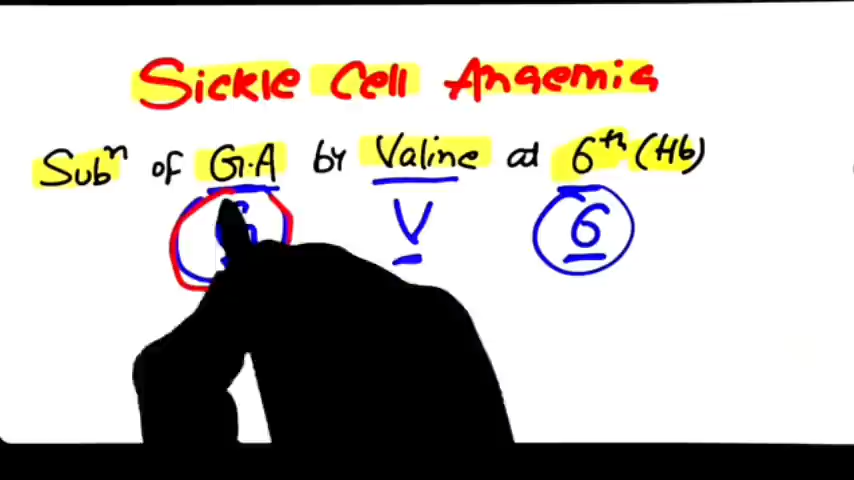 Sickle Cell Anaemia
Subⁿ of G.A by Valine at 6th (Hb)
V 6